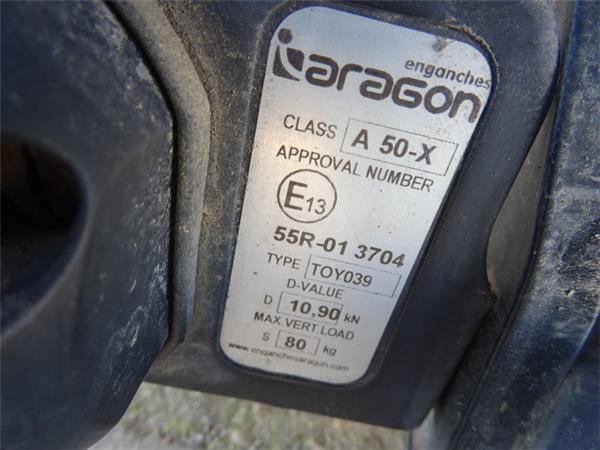 enganches
aragon
CLASS A 50-X
APPROVAL NUMBER
E13
55R-01 3704
TYPE TOY039
D-VALUE
D 10,90 kN
MAX.VERT.LOAD
S 80 kg
www.enganchesaragon.com